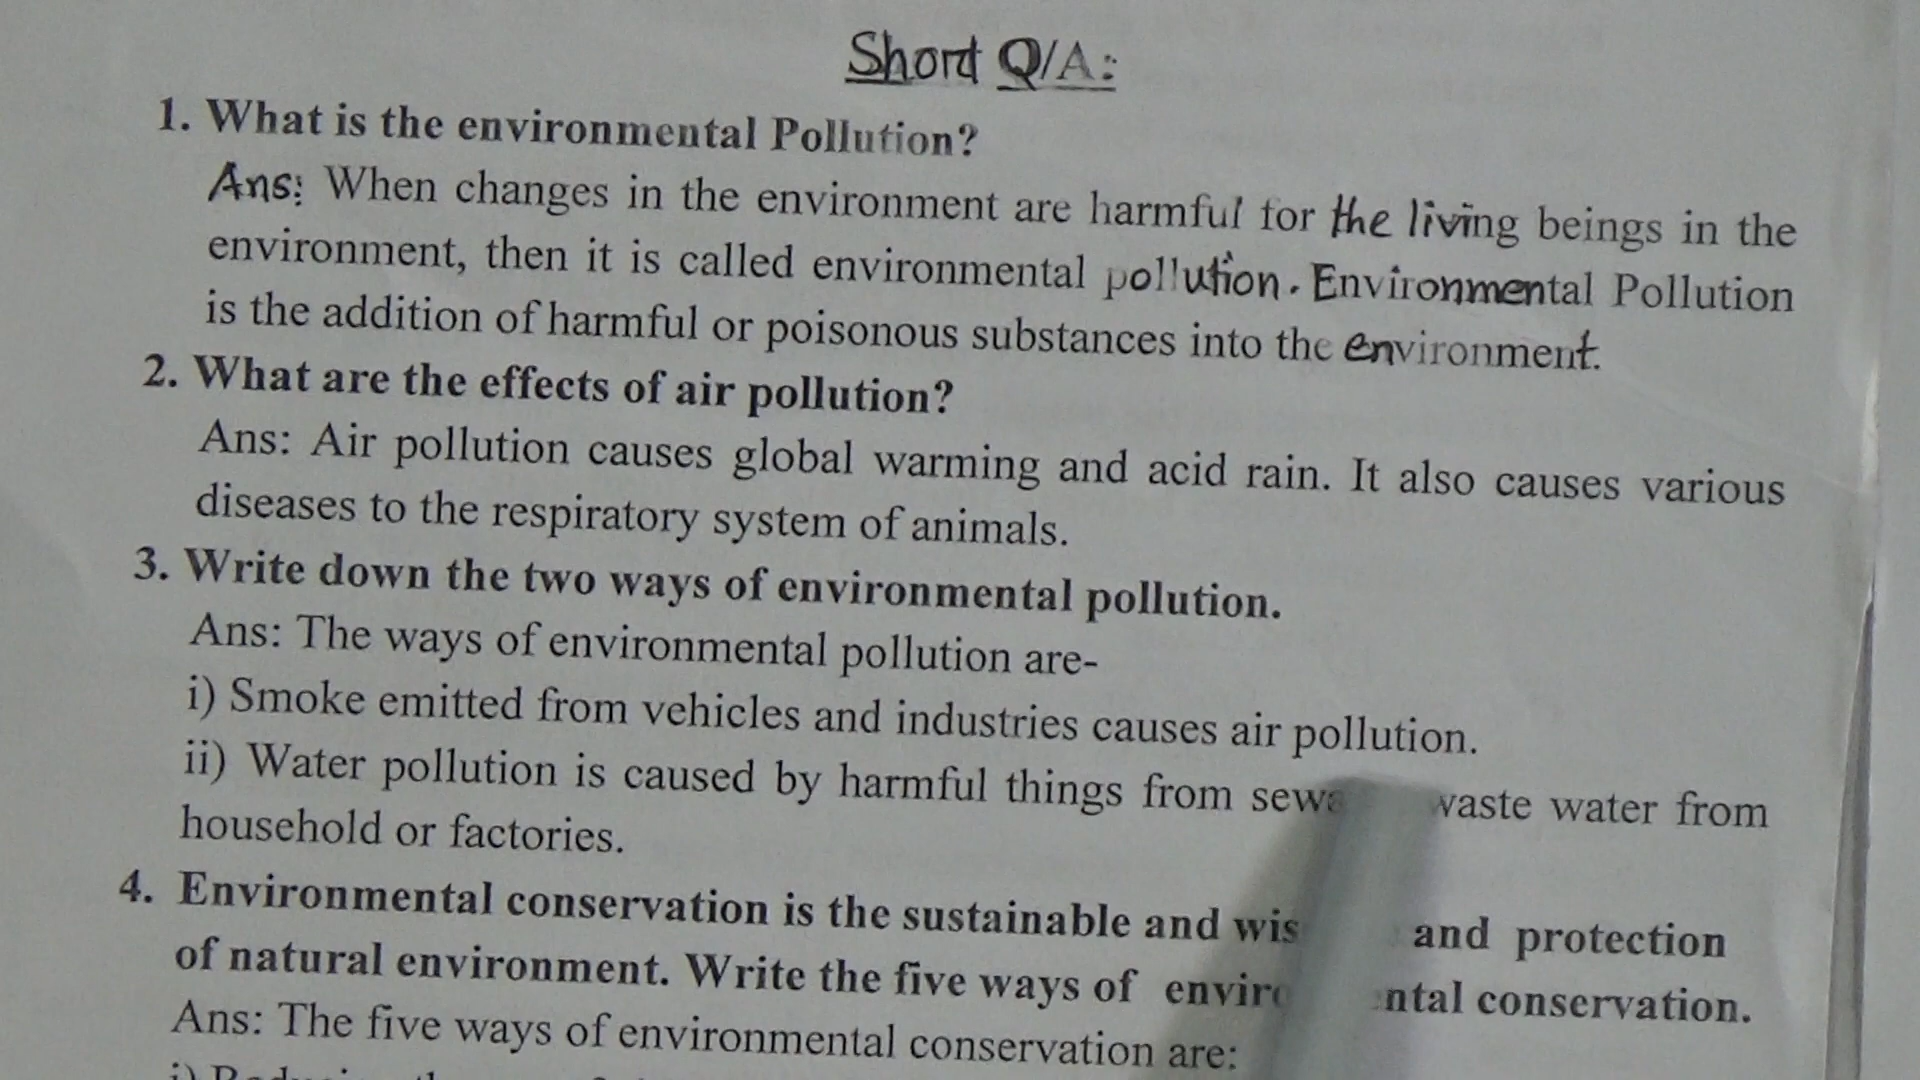 Short Q/A:
1. What is the environmental Pollution?
Ans: When changes in the environment are harmful for the living beings in the
environment, then it is called environmental pollution. Environmental Pollution
is the addition of harmful or poisonous substances into the environment.
2. What are the effects of air pollution?
Ans: Air pollution causes global warming and acid rain. It also causes various
diseases to the respiratory system of animals.
3. Write down the two ways of environmental pollution.
Ans: The ways of environmental pollution are-
i) Smoke emitted from vehicles and industries causes air pollution.
ii) Water pollution is caused by harmful things from waste water from
household or factories.
4. Environmental conservation is the sustainable and and protection
of natural environment. Write the five ways of conservation.
Ans: The five ways of environmental conservation are: